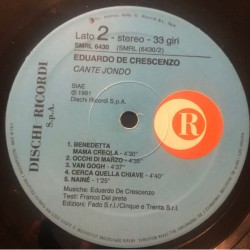 Lato 2 - stereo - 33 giri
SMRL 6430 (SMRL 6430/2)
EDUARDO DE CRESCENZO
CANTE JONDO
SIAE
℗ 1991
Dischi Ricordi S.p.A.
DISCHI RICORDI
S.p.A.
R
1. BENEDETTA
MAMA CREOLA • 4'30"
2. OCCHI DI MARZO • 4'35"
3. VAN GOGH • 4'37"
4. CERCA QUELLA CHIAVE • 4'40"
5. NAINÈ • 1'25"
Musiche: Eduardo De Crescenzo
Testi: Franco Del prete
Edizioni: Fado S.r.l./Cinque e Trenta S.r.l.